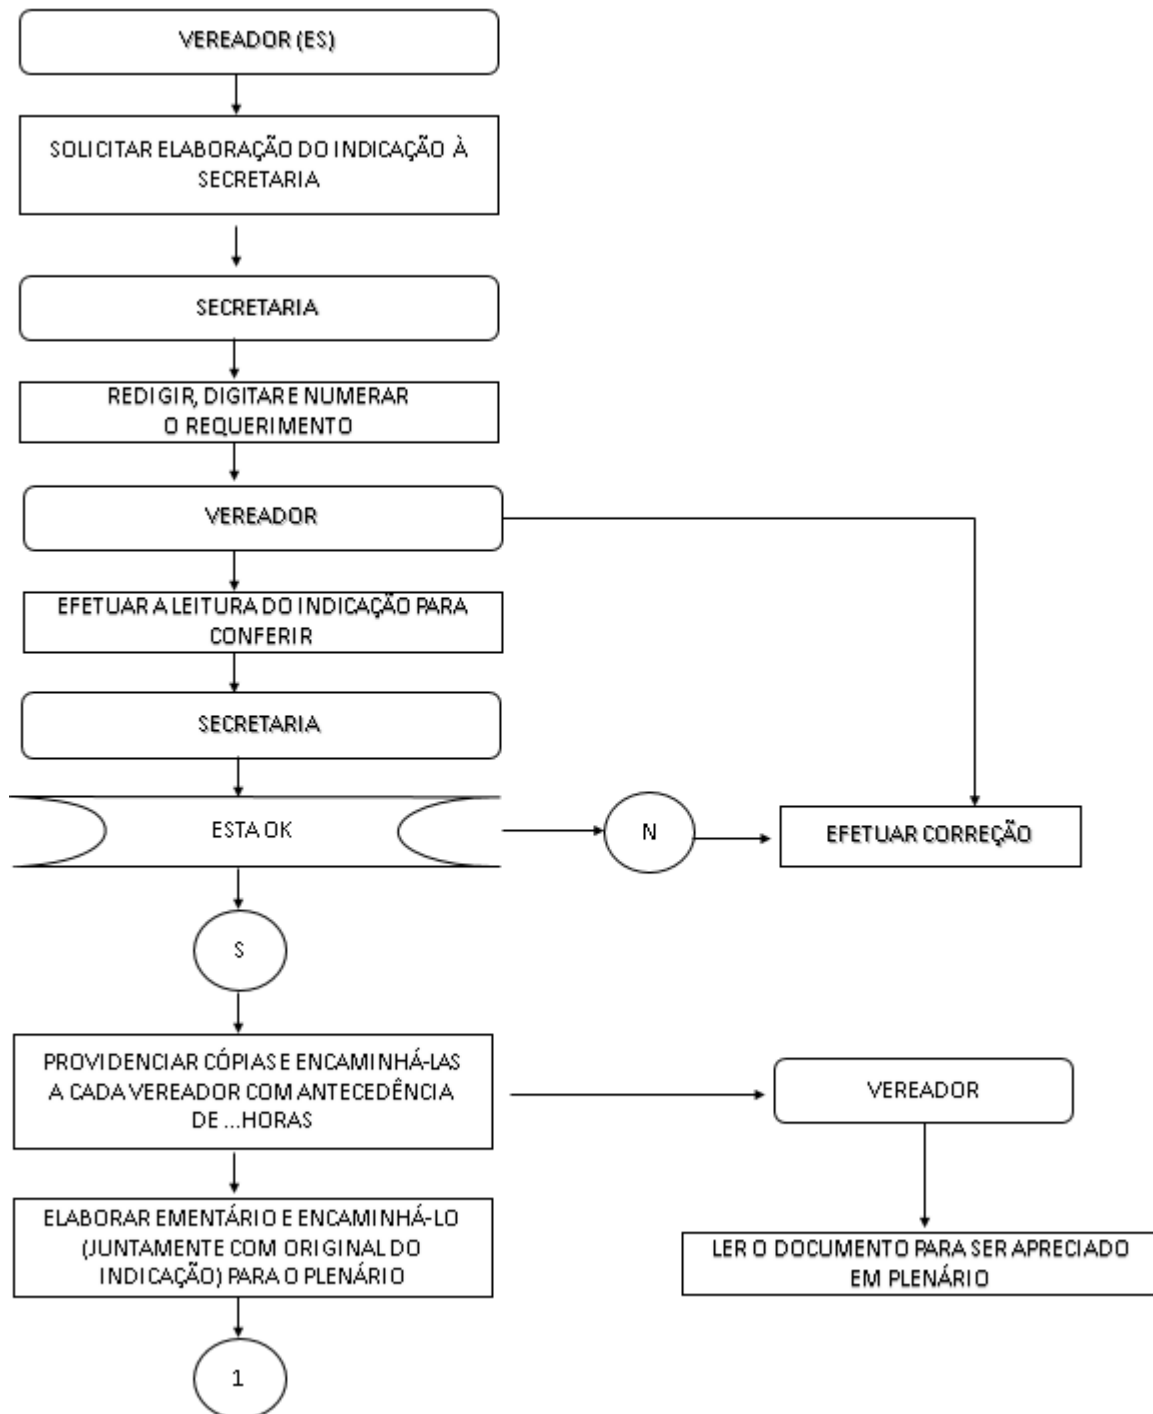 VEREADOR (ES)
SOLICITAR ELABORAÇÃO DO INDICAÇÃO À
SECRETARIA
SECRETARIA
REDIGIR, DIGITAR E NUMERAR
O REQUERIMENTO
VEREADOR
EFETUAR A LEITURA DO INDICAÇÃO PARA
CONFERIR
SECRETARIA
ESTA OK
N
EFETUAR CORREÇÃO
S
PROVIDENCIAR CÓPIAS E ENCAMINHÁ-LAS
A CADA VEREADOR COM ANTECEDÊNCIA
DE ...HORAS
VEREADOR
ELABORAR EMENTÁRIO E ENCAMINHÁ-LO
(JUNTAMENTE COM ORIGINAL DO
INDICAÇÃO) PARA O PLENÁRIO
LER O DOCUMENTO PARA SER APRECIADO
EM PLENÁRIO
1